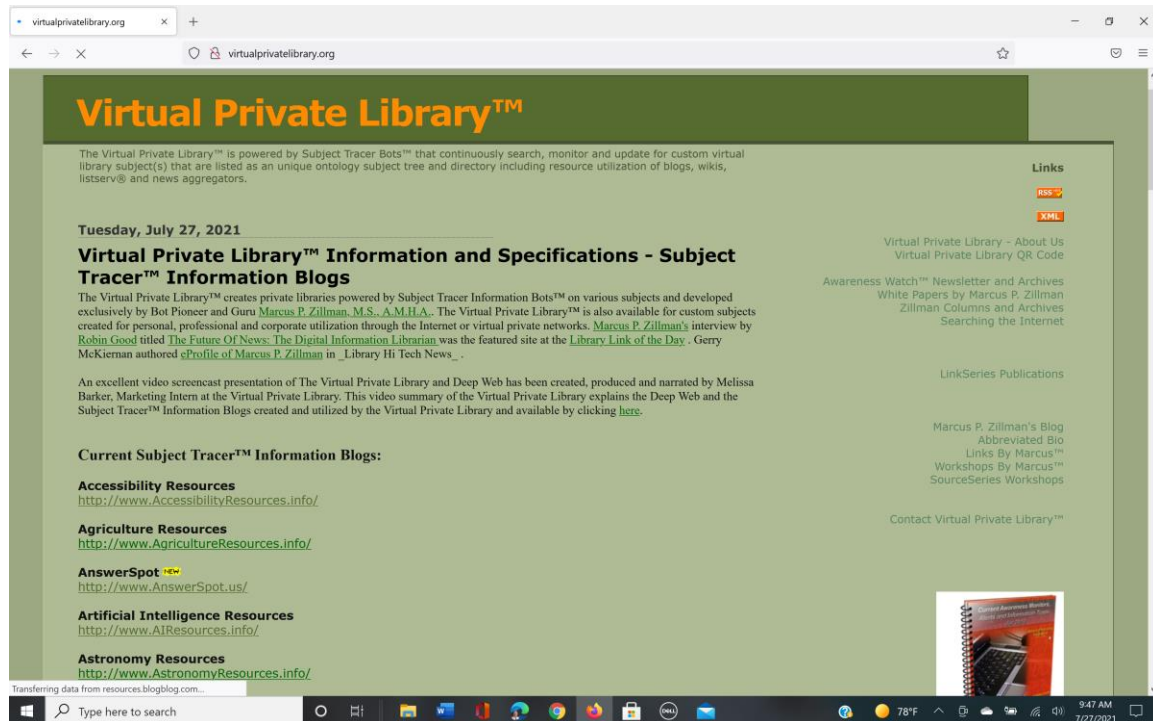 virtualprivatelibrary.org
virtualprivatelibrary.org
Virtual Private Library™
The Virtual Private Library™ is powered by Subject Tracer Bots™ that continuously search, monitor and update for custom virtual
library subject(s) that are listed as an unique ontology subject tree and directory including resource utilization of blogs, wikis,
listserv® and news aggregators.
Links
RSS
XML
Tuesday, July 27, 2021
Virtual Private Library™ Information and Specifications - Subject
Tracer™ Information Blogs
The Virtual Private Library™ creates private libraries powered by Subject Tracer Information Bots™ on various subjects and developed
exclusively by Bot Pioneer and Guru Marcus P. Zillman, M.S., A.M.H.A.. The Virtual Private Library™ is also available for custom subjects
created for personal, professional and corporate utilization through the Internet or virtual private networks. Marcus P. Zillman's interview by
Robin Good titled The Future Of News: The Digital Information Librarian was the featured site at the Library Link of the Day . Gerry
McKiernan authored eProfile of Marcus P. Zillman in _Library Hi Tech News_ .
An excellent video screencast presentation of The Virtual Private Library and Deep Web has been created, produced and narrated by Melissa
Barker, Marketing Intern at the Virtual Private Library. This video summary of the Virtual Private Library explains the Deep Web and the
Subject Tracer™ Information Blogs created and utilized by the Virtual Private Library and available by clicking here.
Current Subject Tracer™ Information Blogs:
Accessibility Resources
http://www.AccessibilityResources.info/
Agriculture Resources
http://www.AgricultureResources.info/
AnswerSpot NEW
http://www.AnswerSpot.us/
Artificial Intelligence Resources
http://www.AIResources.info/
Astronomy Resources
http://www.AstronomyResources.info/
Virtual Private Library - About Us
Virtual Private Library QR Code
Awareness Watch™ Newsletter and Archives
White Papers by Marcus P. Zillman
Zillman Columns and Archives
Searching the Internet
LinkSeries Publications
Marcus P. Zillman's Blog
Abbreviated Bio
Links By Marcus™
Workshops By Marcus™
SourceSeries Workshops
Contact Virtual Private Library™
Current Awareness Monitors,
Transferring data from resources.blogblog.com...
Type here to search
DELL
78°F
9:47 AM
7/27/2021